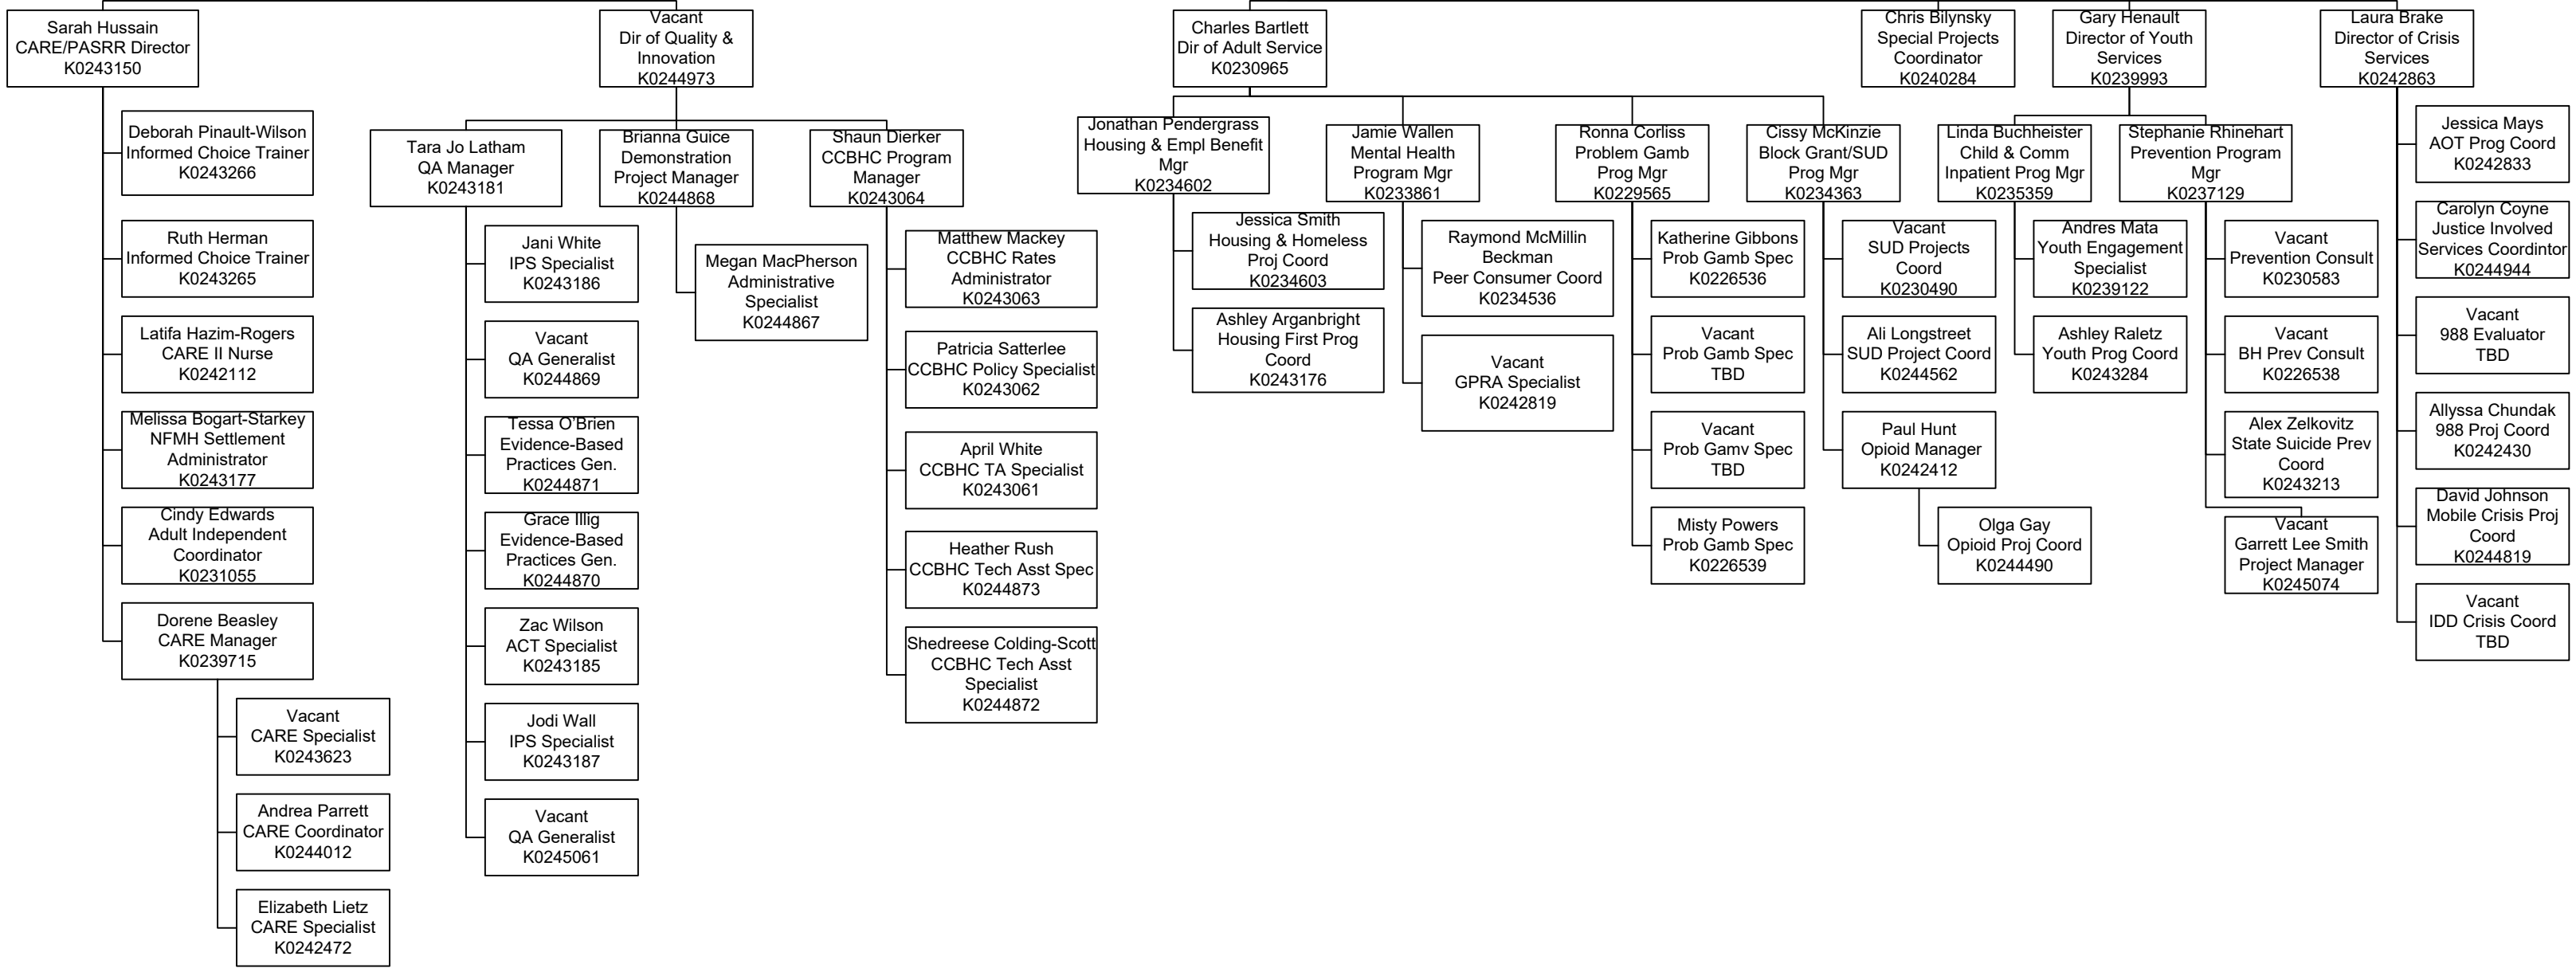 Sarah Hussain
CARE/PASRR Director
K0243150
Deborah Pinault-Wilson
Informed Choice Trainer
K0243266
Ruth Herman
Informed Choice Trainer
K0243265
Latifa Hazim-Rogers
CARE II Nurse
K0242112
Melissa Bogart-Starkey
NFMH Settlement
Administrator
K0243177
Cindy Edwards
Adult Independent
Coordinator
K0231055
Dorene Beasley
CARE Manager
K0239715
Vacant
CARE Specialist
K0243623
Andrea Parrett
CARE Coordinator
K0244012
Elizabeth Lietz
CARE Specialist
K0242472
Vacant
Dir of Quality &
Innovation
K0244973
Tara Jo Latham
QA Manager
K0243181
Jani White
IPS Specialist
K0243186
Vacant
QA Generalist
K0244869
Tessa O'Brien
Evidence-Based
Practices Gen.
K0244871
Grace Illig
Evidence-Based
Practices Gen.
K0244870
Zac Wilson
ACT Specialist
K0243185
Jodi Wall
IPS Specialist
K0243187
Vacant
QA Generalist
K0245061
Brianna Guice
Demonstration
Project Manager
K0244868
Megan MacPherson
Administrative
Specialist
K0244867
Shaun Dierker
CCBHC Program
Manager
K0243064
Matthew Mackey
CCBHC Rates
Administrator
K0243063
Patricia Satterlee
CCBHC Policy Specialist
K0243062
April White
CCBHC TA Specialist
K0243061
Heather Rush
CCBHC Tech Asst Spec
K0244873
Shedreese Colding-Scott
CCBHC Tech Asst
Specialist
K0244872
Charles Bartlett
Dir of Adult Service
K0230965
Jonathan Pendergrass
Housing & Empl Benefit
Mgr
K0234602
Jessica Smith
Housing & Homeless
Proj Coord
K0234603
Ashley Arganbright
Housing First Prog
Coord
K0243176
Jamie Wallen
Mental Health
Program Mgr
K0233861
Raymond McMillin
Beckman
Peer Consumer Coord
K0234536
Vacant
GPRA Specialist
K0242819
Ronna Corliss
Problem Gamb
Prog Mgr
K0229565
Katherine Gibbons
Prob Gamb Spec
K0226536
Vacant
Prob Gamb Spec
TBD
Vacant
Prob Gamv Spec
TBD
Misty Powers
Prob Gamb Spec
K0226539
Cissy McKinzie
Block Grant/SUD
Prog Mgr
K0234363
Vacant
SUD Projects
Coord
K0230490
Ali Longstreet
SUD Project Coord
K0244562
Paul Hunt
Opioid Manager
K0242412
Olga Gay
Opioid Proj Coord
K0244490
Chris Bilynsky
Special Projects
Coordinator
K0240284
Gary Henault
Director of Youth
Services
K0239993
Linda Buchheister
Child & Comm
Inpatient Prog Mgr
K0235359
Andres Mata
Youth Engagement
Specialist
K0239122
Ashley Raletz
Youth Prog Coord
K0243284
Stephanie Rhinehart
Prevention Program
Mgr
K0237129
Vacant
Prevention Consult
K0230583
Vacant
BH Prev Consult
K0226538
Alex Zelkovitz
State Suicide Prev
Coord
K0243213
Vacant
Garrett Lee Smith
Project Manager
K0245074
Laura Brake
Director of Crisis
Services
K0242863
Jessica Mays
AOT Prog Coord
K0242833
Carolyn Coyne
Justice Involved
Services Coordintor
K0244944
Vacant
988 Evaluator
TBD
Allyssa Chundak
988 Proj Coord
K0242430
David Johnson
Mobile Crisis Proj
Coord
K0244819
Vacant
IDD Crisis Coord
TBD